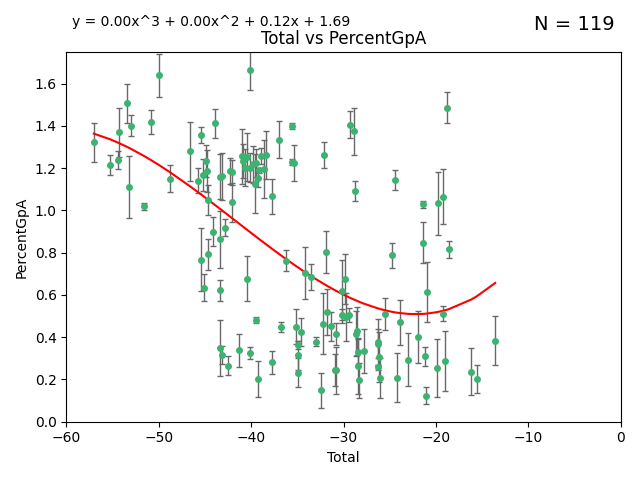 y = 0.00x^3 + 0.00x^2 + 0.12x + 1.69
N = 119
Total vs PercentGpA
1.6
1.4
1.2
1.0
0.8
0.6
0.4
0.2
0.0
PercentGpA
−60 −50 −40 −30 −20 −10 0
Total